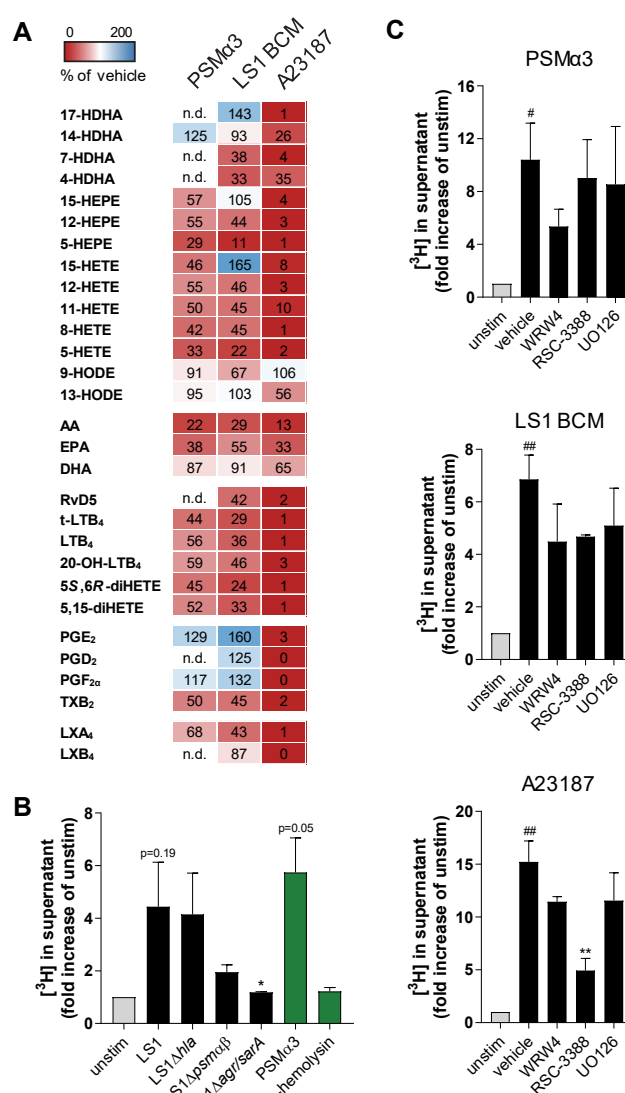 A
0 200
% of vehicle
PSMα3 LS1 BCM A23187
17-HDHA n.d. 143 1
14-HDHA 125 93 26
7-HDHA n.d. 38 4
4-HDHA n.d. 33 35
15-HEPE 57 105 4
12-HEPE 55 44 3
5-HEPE 29 11 1
15-HETE 46 165 8
12-HETE 55 46 3
11-HETE 50 45 10
8-HETE 42 45 1
5-HETE 33 22 2
9-HODE 91 67 106
13-HODE 95 103 56
AA 22 29 13
EPA 38 55 33
DHA 87 91 65
RvD5 n.d. 42 2
t-LTB₄ 44 29 1
LTB₄ 56 36 1
20-OH-LTB₄ 59 46 3
5S,6R-diHETE 45 24 1
5,15-diHETE 52 33 1
PGE₂ 129 160 3
PGD₂ n.d. 125 0
PGF₂α 117 132 0
TXB₂ 50 45 2
LXA₄ 68 43 1
LXB₄ n.d. 87 0
B
[³H] in supernatant
(fold increase of unstim)
8
6
4
2
0
p=0.19
*
p=0.05
unstim
LS1
LS1Δhla
S1Δpsmαβ
1Δagr/sarA
PSMα3
-hemolysin
C
PSMα3
[³H] in supernatant
(fold increase of unstim)
16
12
8
4
0
#
unstim
vehicle
WRW4
RSC-3388
UO126
LS1 BCM
[³H] in supernatant
(fold increase of unstim)
8
6
4
2
0
##
unstim
vehicle
WRW4
RSC-3388
UO126
A23187
[³H] in supernatant
(fold increase of unstim)
20
15
10
5
0
##
**
unstim
vehicle
WRW4
RSC-3388
UO126